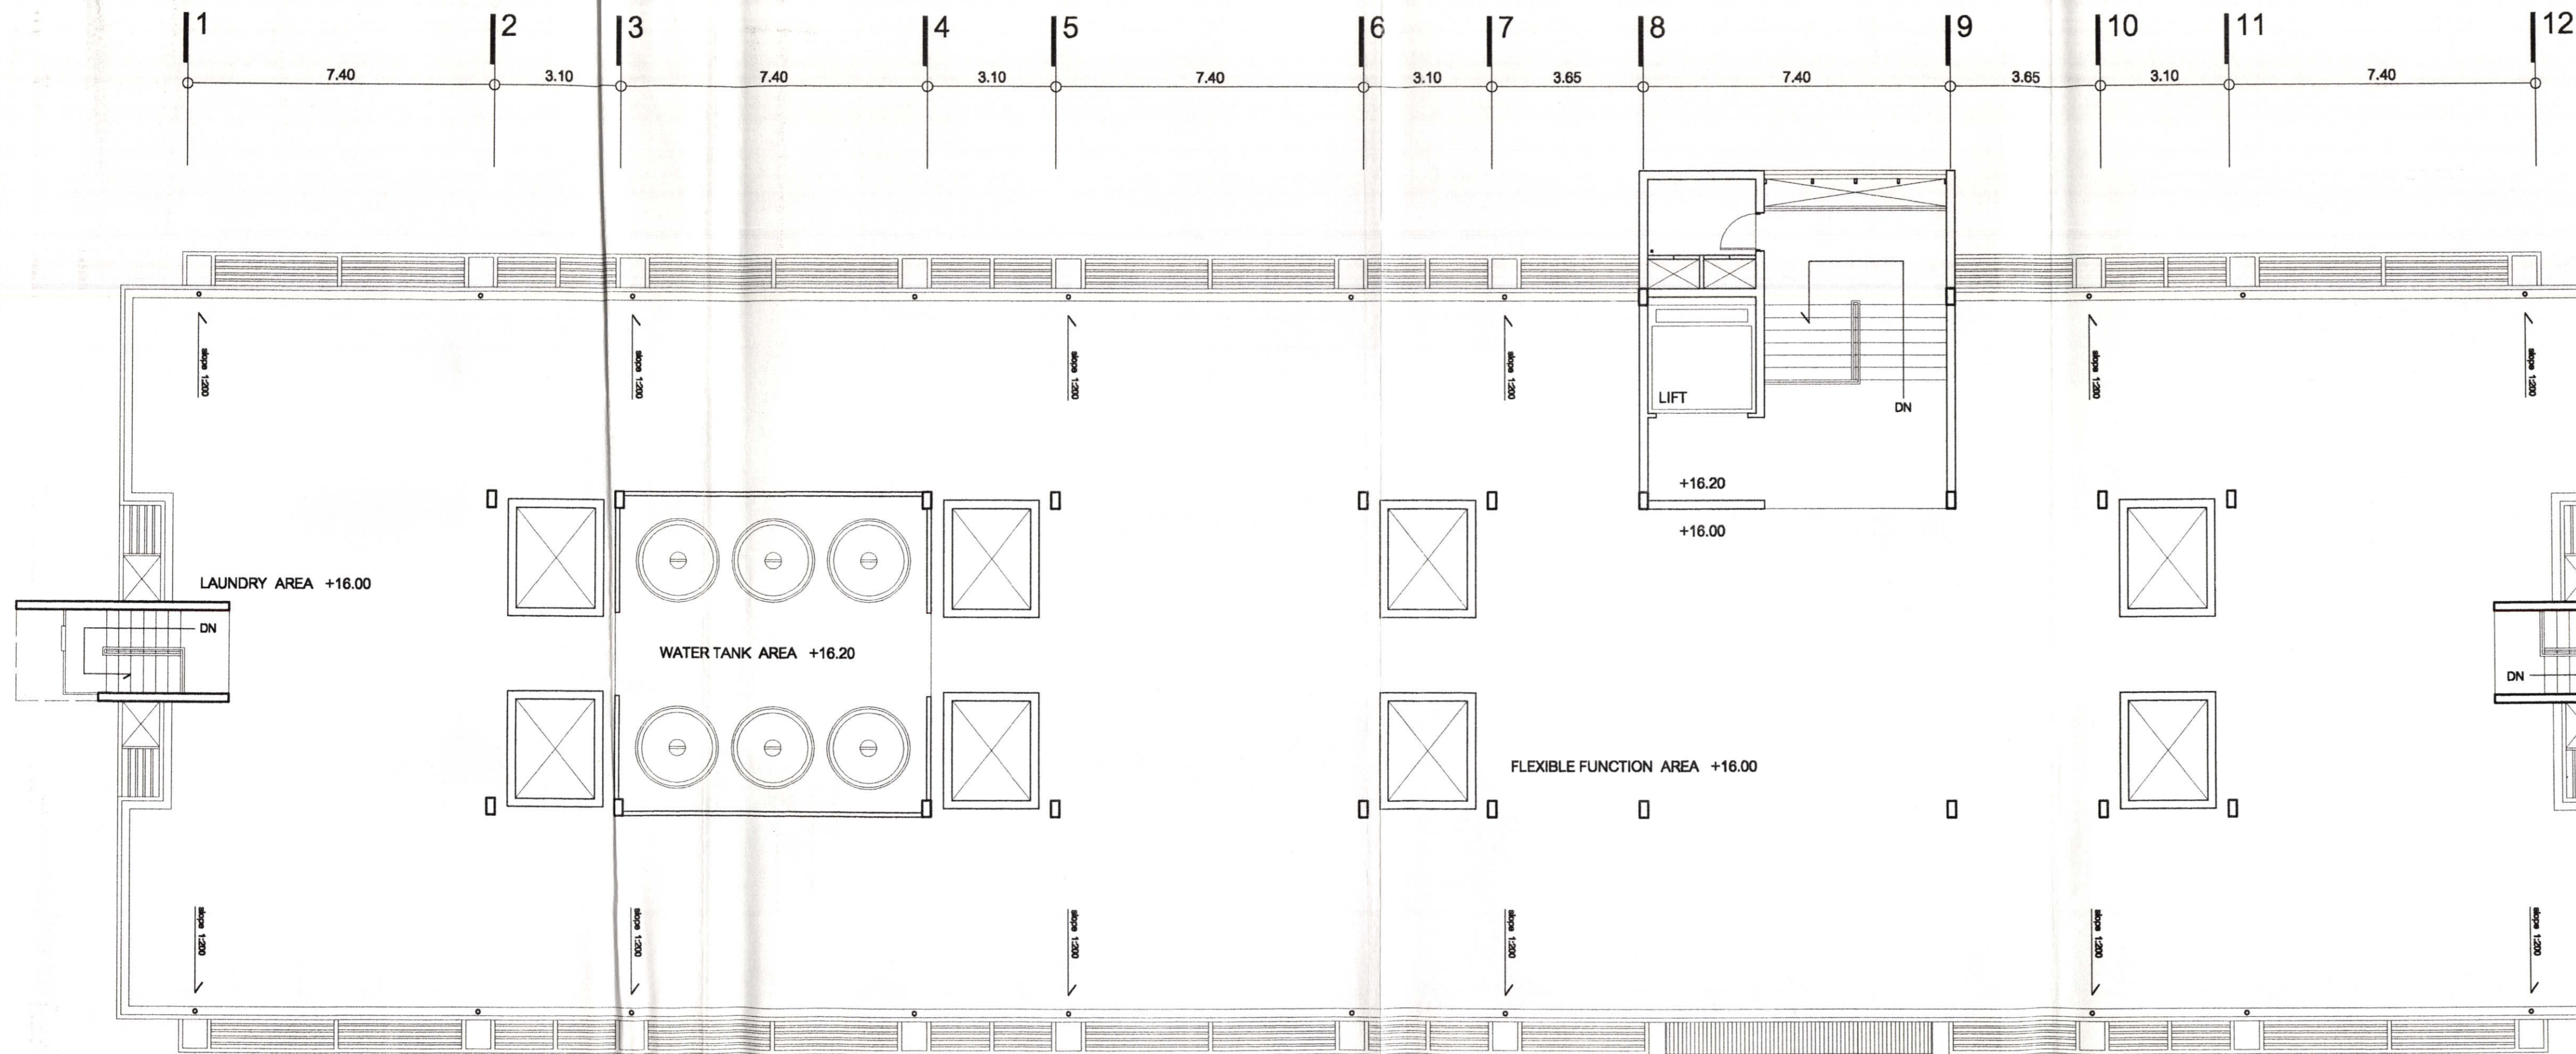 1 2 3 4 5 6 7 8 9 10 11 12
7.40 3.10 7.40 3.10 7.40 3.10 3.65 7.40 3.65 3.10 7.40
slope 1:200 slope 1:200 slope 1:200 slope 1:200 slope 1:200 slope 1:200
LIFT
DN
+16.20
+16.00
LAUNDRY AREA +16.00
DN
WATER TANK AREA +16.20
DN
FLEXIBLE FUNCTION AREA +16.00
slope 1:200 slope 1:200 slope 1:200 slope 1:200 slope 1:200 slope 1:200